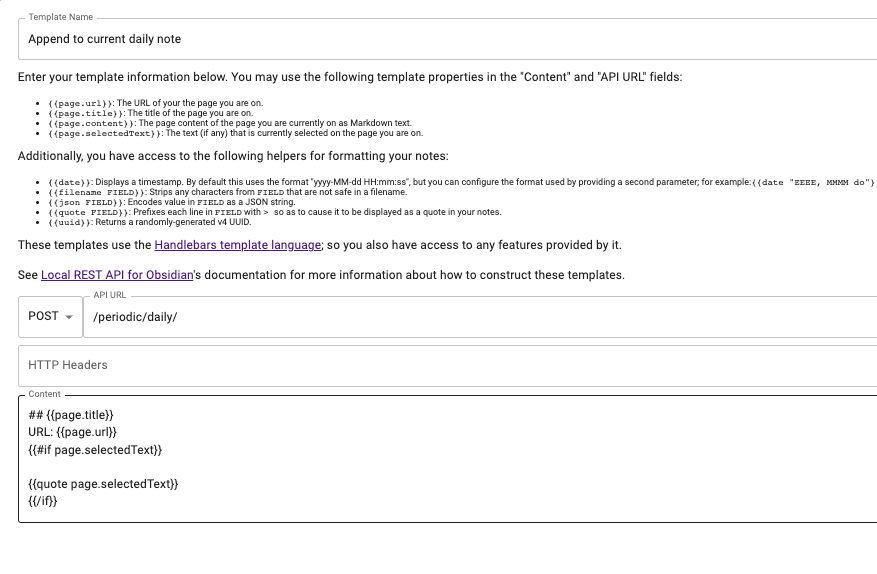 Template Name
Append to current daily note
Enter your template information below. You may use the following template properties in the "Content" and "API URL" fields:
• {{page.url}}: The URL of your the page you are on.
• {{page.title}}: The title of the page you are on.
• {{page.content}}: The page content of the page you are currently on as Markdown text.
• {{page.selectedText}}: The text (if any) that is currently selected on the page you are on.
Additionally, you have access to the following helpers for formatting your notes:
• {{date}}: Displays a timestamp. By default this uses the format "yyyy-MM-dd HH:mm:ss", but you can configure the format used by providing a second parameter; for example:{{date "EEEE, MMMM do"}
• {{filename FIELD}}: Strips any characters from FIELD that are not safe in a filename.
• {{json FIELD}}: Encodes value in FIELD as a JSON string.
• {{quote FIELD}}: Prefixes each line in FIELD with > so as to cause it to be displayed as a quote in your notes.
• {{uuid}}: Returns a randomly-generated v4 UUID.
These templates use the Handlebars template language; so you also have access to any features provided by it.
See Local REST API for Obsidian's documentation for more information about how to construct these templates.
API URL
POST /periodic/daily/
HTTP Headers
Content
## {{page.title}}
URL: {{page.url}}
{{#if page.selectedText}}
{{quote page.selectedText}}
{{/if}}